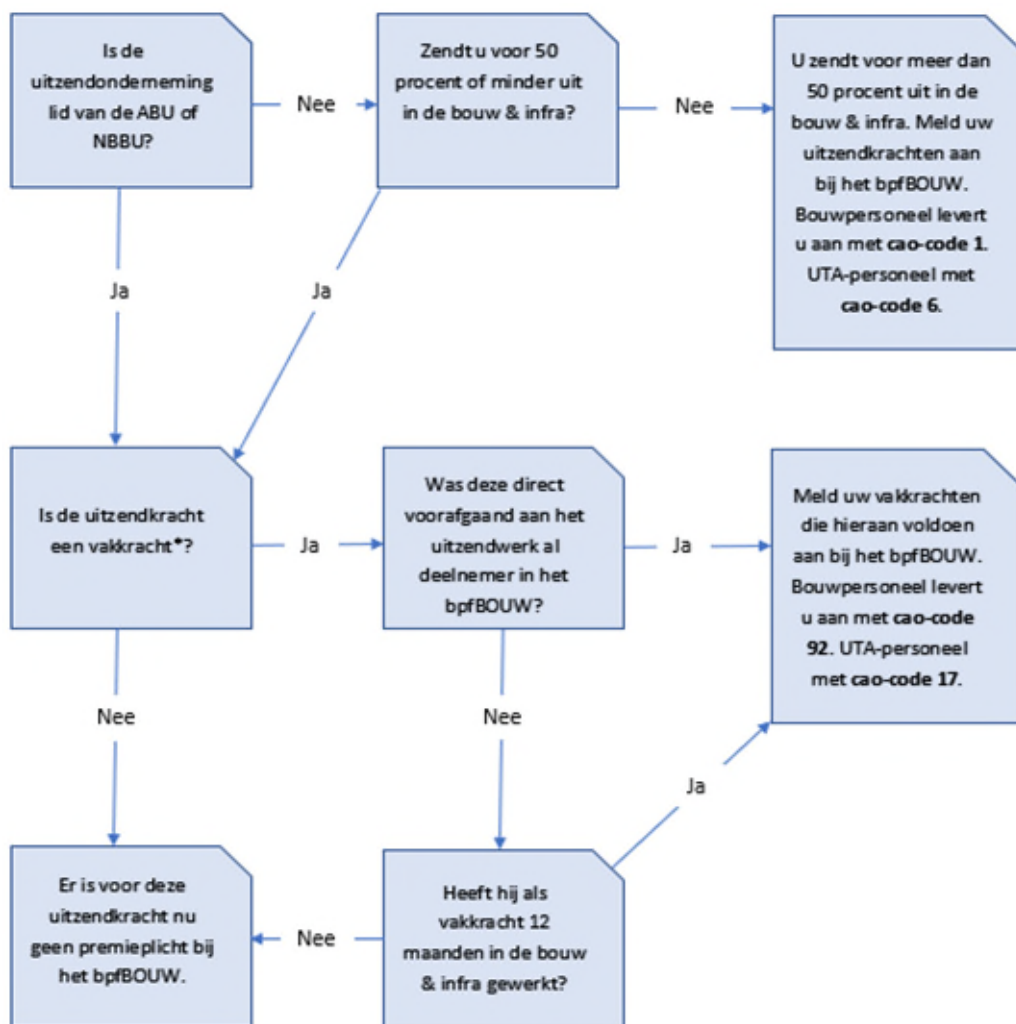 Is de
uitzendonderneming
lid van de ABU of
NBBU?
Nee
Zendt u voor 50
procent of minder uit
in de bouw & infra?
Nee
U zendt voor meer dan
50 procent uit in de
bouw & infra. Meld uw
uitzendkrachten aan
bij het bpfBOUW.
Bouwpersoneel levert
u aan met cao-code 1.
UTA-personeel met
cao-code 6.
Ja
Ja
Is de uitzendkracht
een vakkracht*?
Ja
Was deze direct
voorafgaand aan het
uitzendwerk al
deelnemer in het
bpfBOUW?
Ja
Meld uw vakkrachten
die hieraan voldoen
aan bij het bpfBOUW.
Bouwpersoneel levert
u aan met cao-code
92. UTA-personeel
met cao-code 17.
Nee
Nee
Ja
Er is voor deze
uitzendkracht nu
geen premieplicht bij
het bpfBOUW.
Nee
Heeft hij als
vakkracht 12
maanden in de bouw
& infra gewerkt?